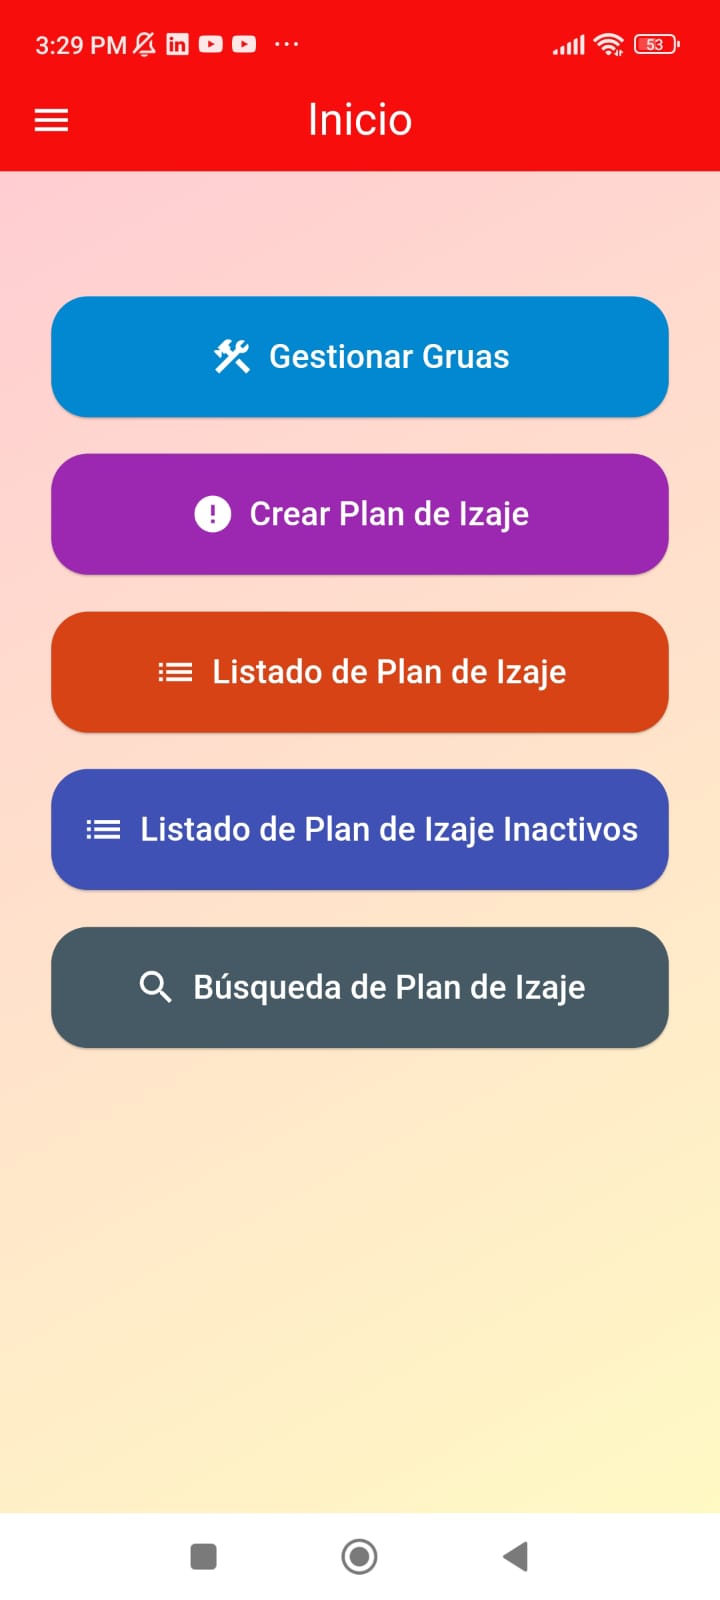 3:29 PM in ... 53
Inicio
Gestionar Gruas
Crear Plan de Izaje
Listado de Plan de Izaje
Listado de Plan de Izaje Inactivos
Búsqueda de Plan de Izaje